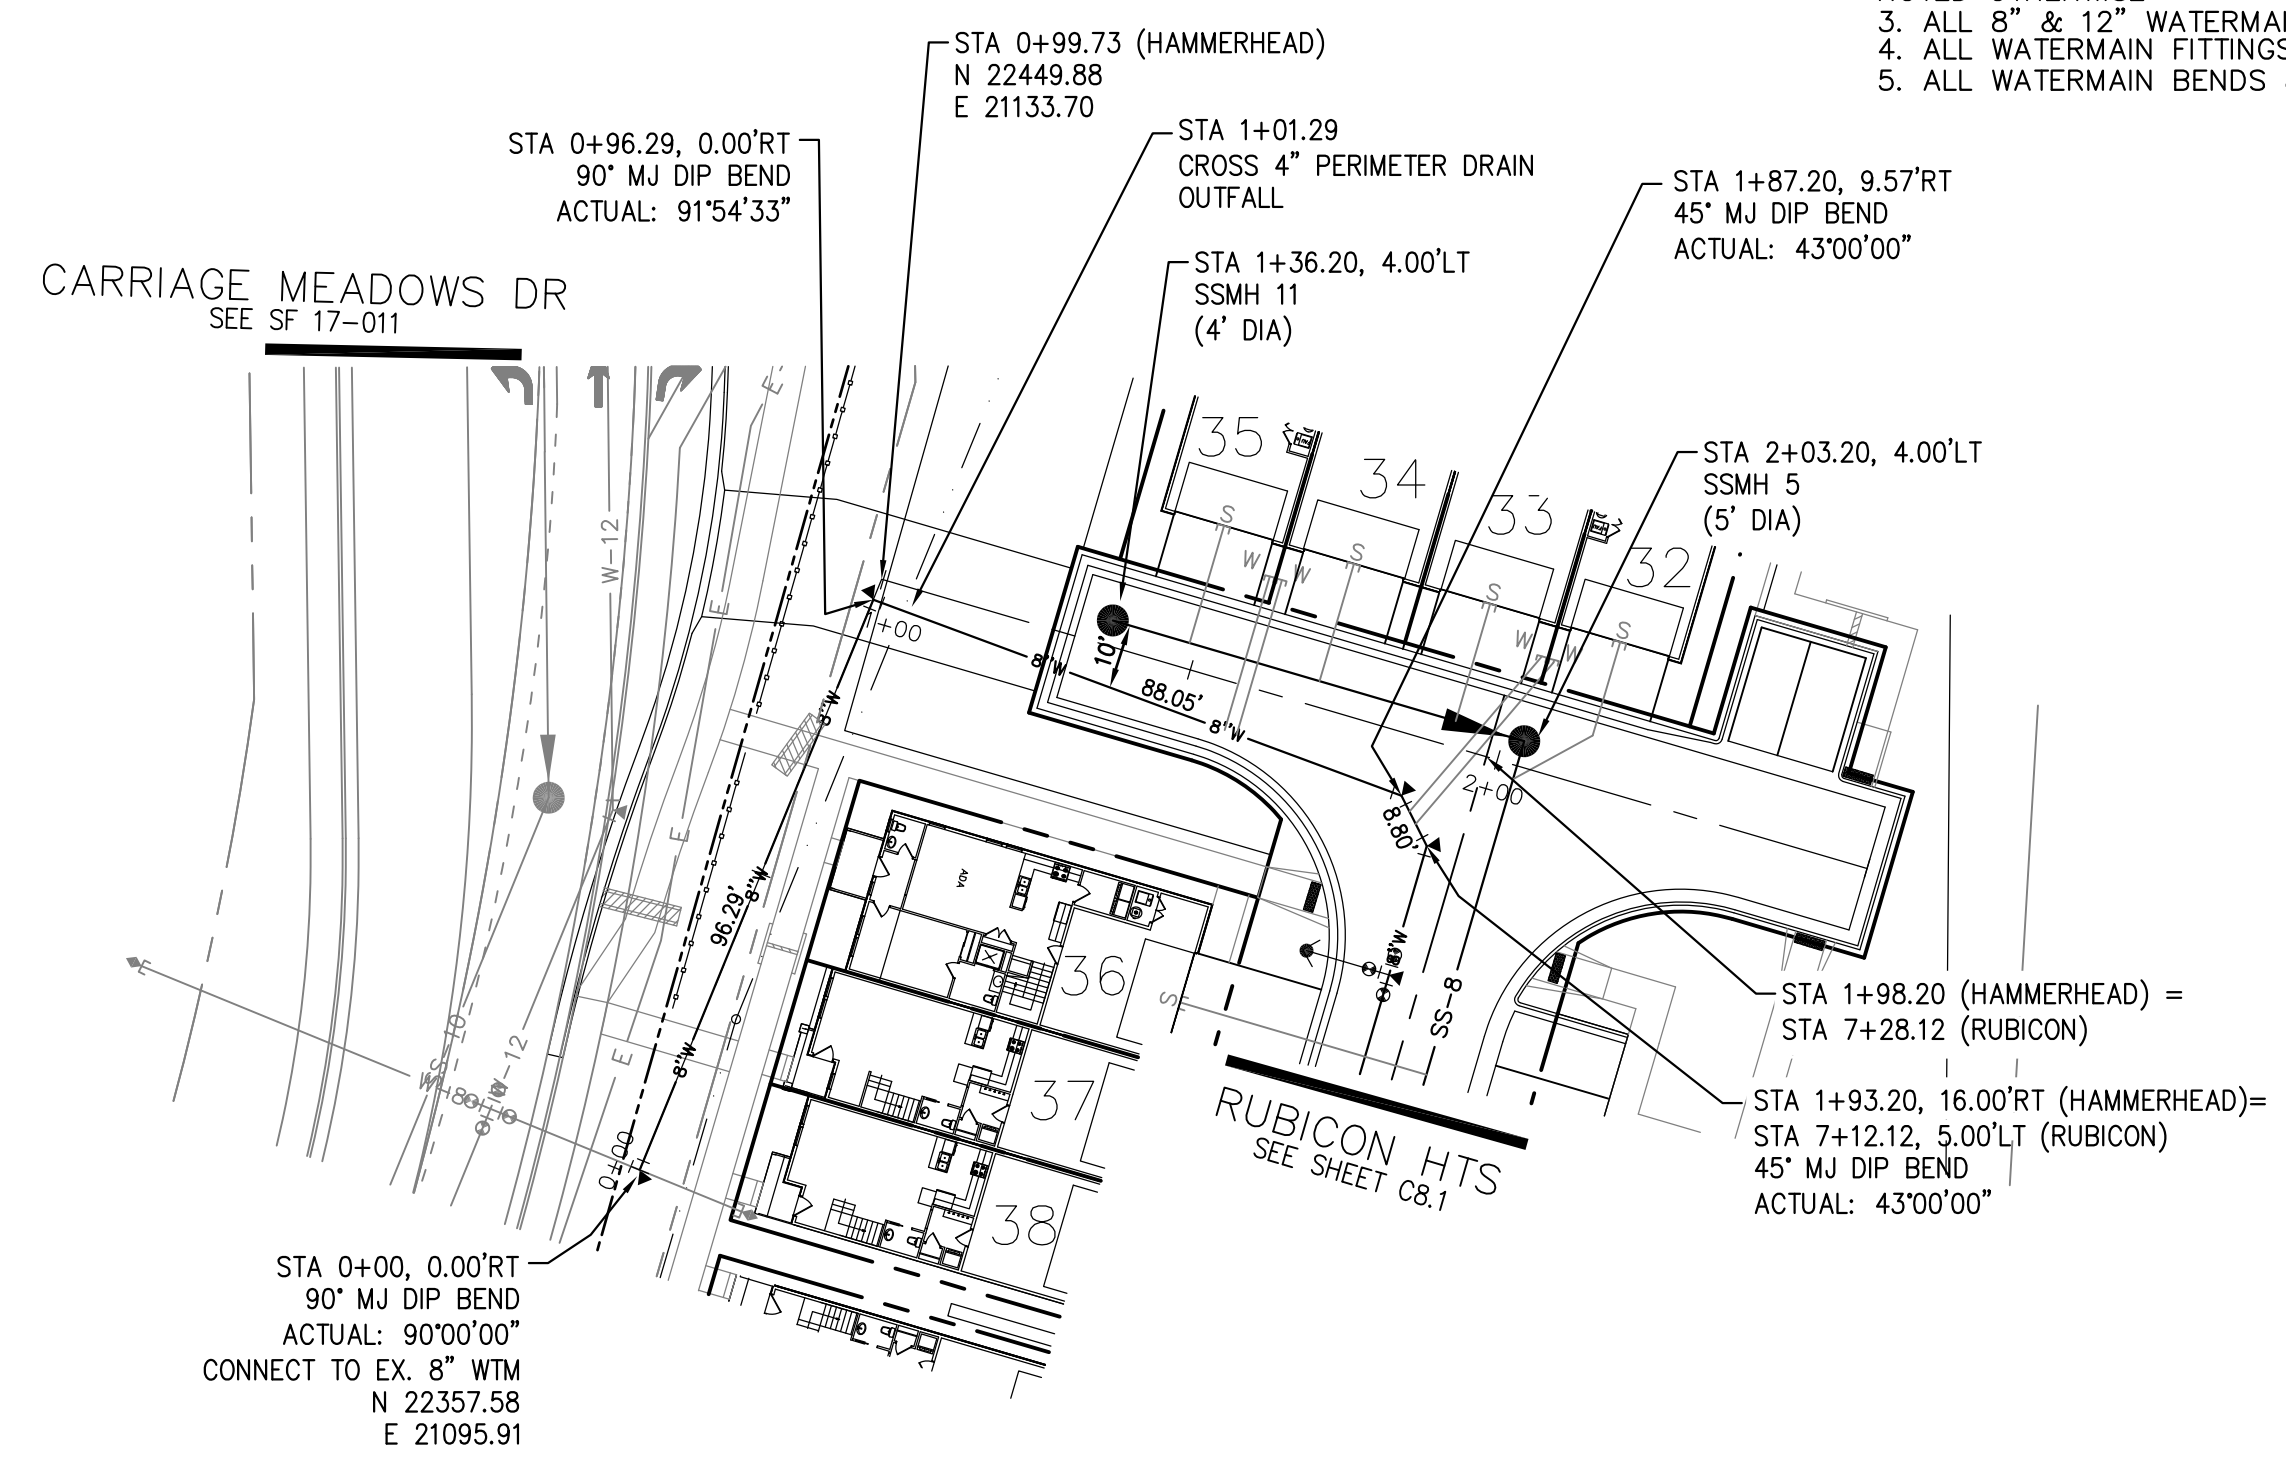 3. ALL 8" & 12" WATERMAI
4. ALL WATERMAIN FITTINGS
5. ALL WATERMAIN BENDS
STA 0+99.73 (HAMMERHEAD)
N 22449.88
E 21133.70
STA 0+96.29, 0.00'RT
90° MJ DIP BEND
ACTUAL: 91°54'33"
STA 1+01.29
CROSS 4" PERIMETER DRAIN
OUTFALL
STA 1+87.20, 9.57'RT
45° MJ DIP BEND
ACTUAL: 43°00'00"
STA 1+36.20, 4.00'LT
SSMH 11
(4' DIA)
CARRIAGE MEADOWS DR
SEE SF 17-011
STA 2+03.20, 4.00'LT
SSMH 5
(5' DIA)
35
34
33
32
S
S
S
S
W
W
W
W
W-12
E
E
E
E
1+00
10'
8"W
88.05'
8"W
2+00
8.80'
8"W
96.29'
8"W
8"W
8"W
ADA
36
37
38
S
SS-8
SS-10
W-12
W-8
0+00
RUBICON HTS
SEE SHEET C8.1
STA 1+98.20 (HAMMERHEAD) =
STA 7+28.12 (RUBICON)
STA 1+93.20, 16.00'RT (HAMMERHEAD)=
STA 7+12.12, 5.00'LT (RUBICON)
45° MJ DIP BEND
ACTUAL: 43°00'00"
STA 0+00, 0.00'RT
90° MJ DIP BEND
ACTUAL: 90°00'00"
CONNECT TO EX. 8" WTM
N 22357.58
E 21095.91